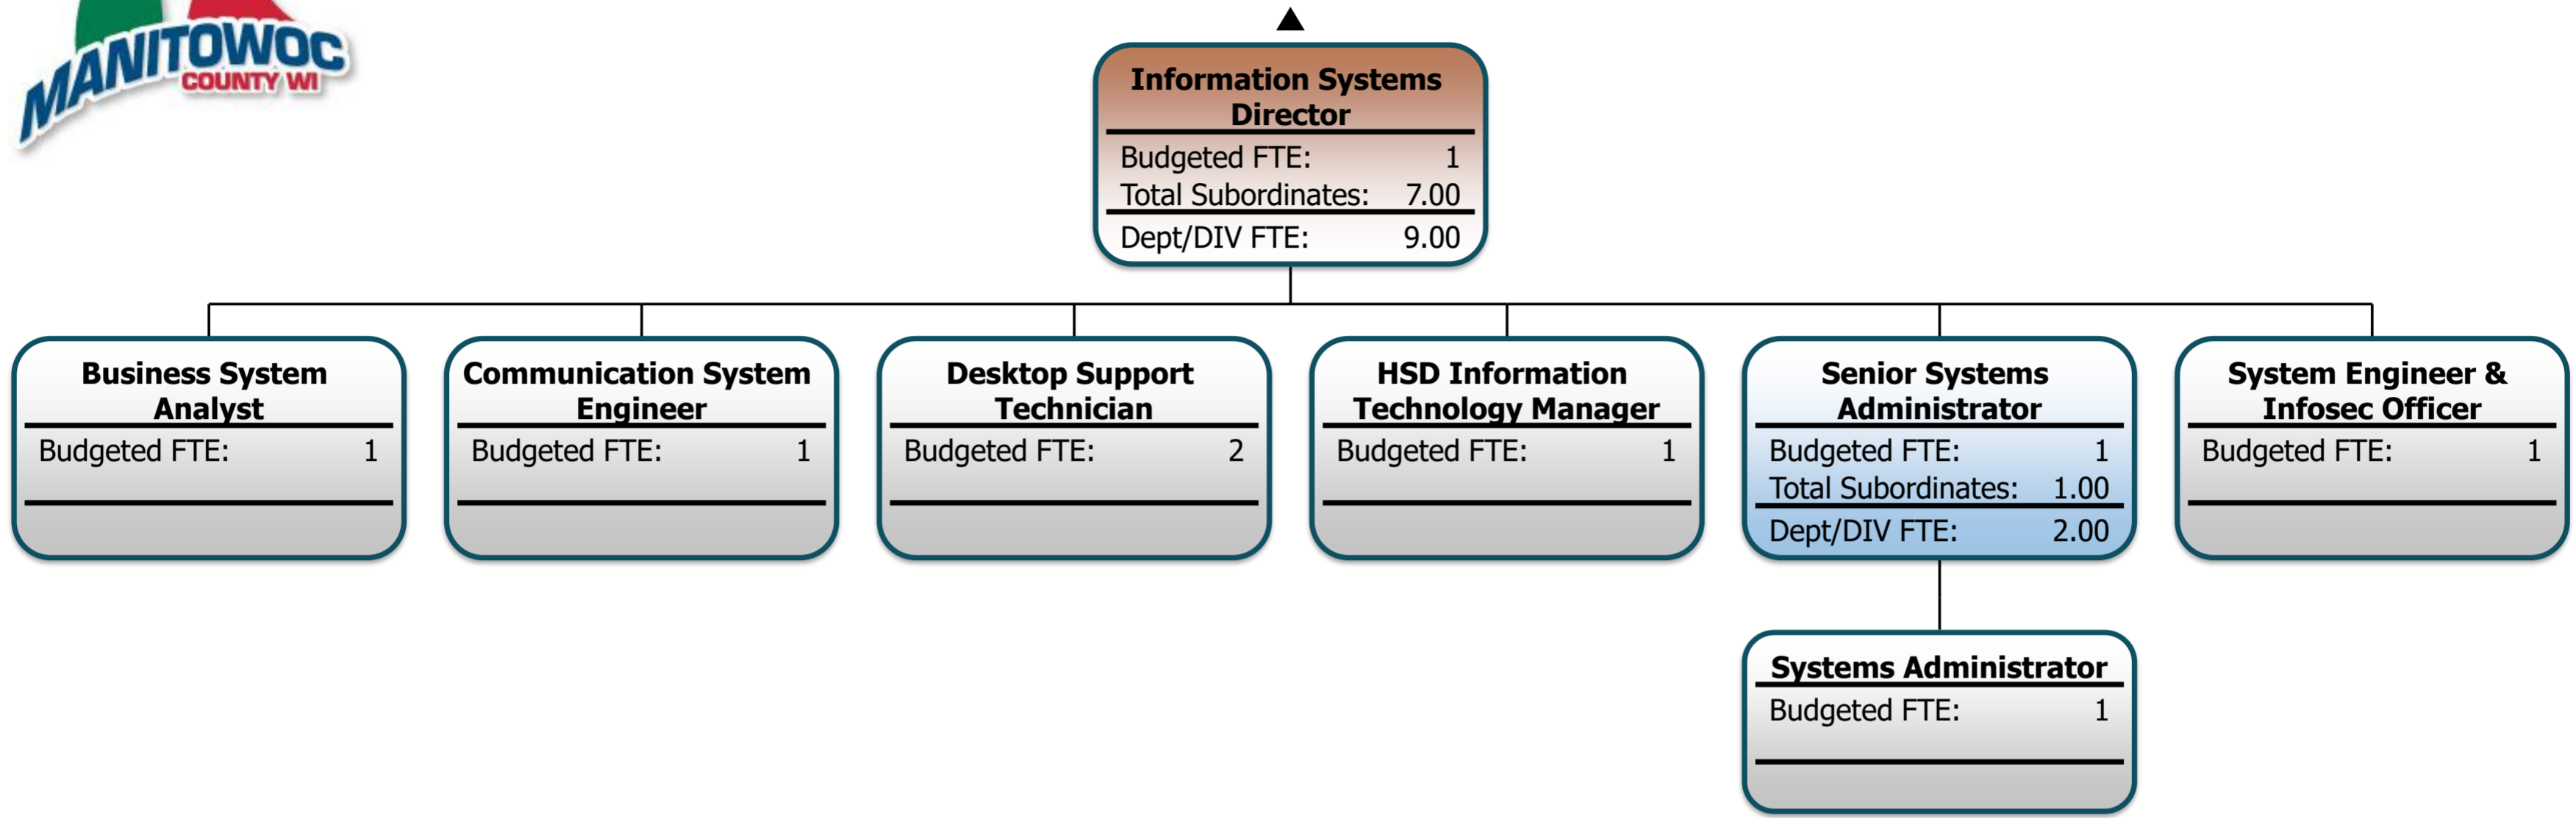 MANITOWOC
COUNTY WI
Information Systems
Director
Budgeted FTE: 1
Total Subordinates: 7.00
Dept/DIV FTE: 9.00
Business System
Analyst
Budgeted FTE: 1
Communication System
Engineer
Budgeted FTE: 1
Desktop Support
Technician
Budgeted FTE: 2
HSD Information
Technology Manager
Budgeted FTE: 1
Senior Systems
Administrator
Budgeted FTE: 1
Total Subordinates: 1.00
Dept/DIV FTE: 2.00
System Engineer &
Infosec Officer
Budgeted FTE: 1
Systems Administrator
Budgeted FTE: 1